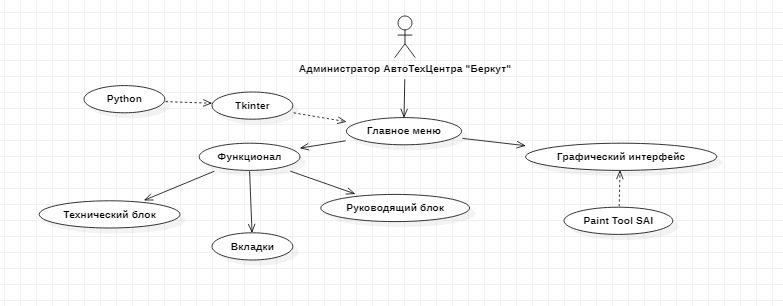 Администратор АвтоТехЦентра "Беркут"
Python
Tkinter
Главное меню
Функционал
Графический интерфейс
Технический блок
Руководящий блок
Paint Tool SAI
Вкладки